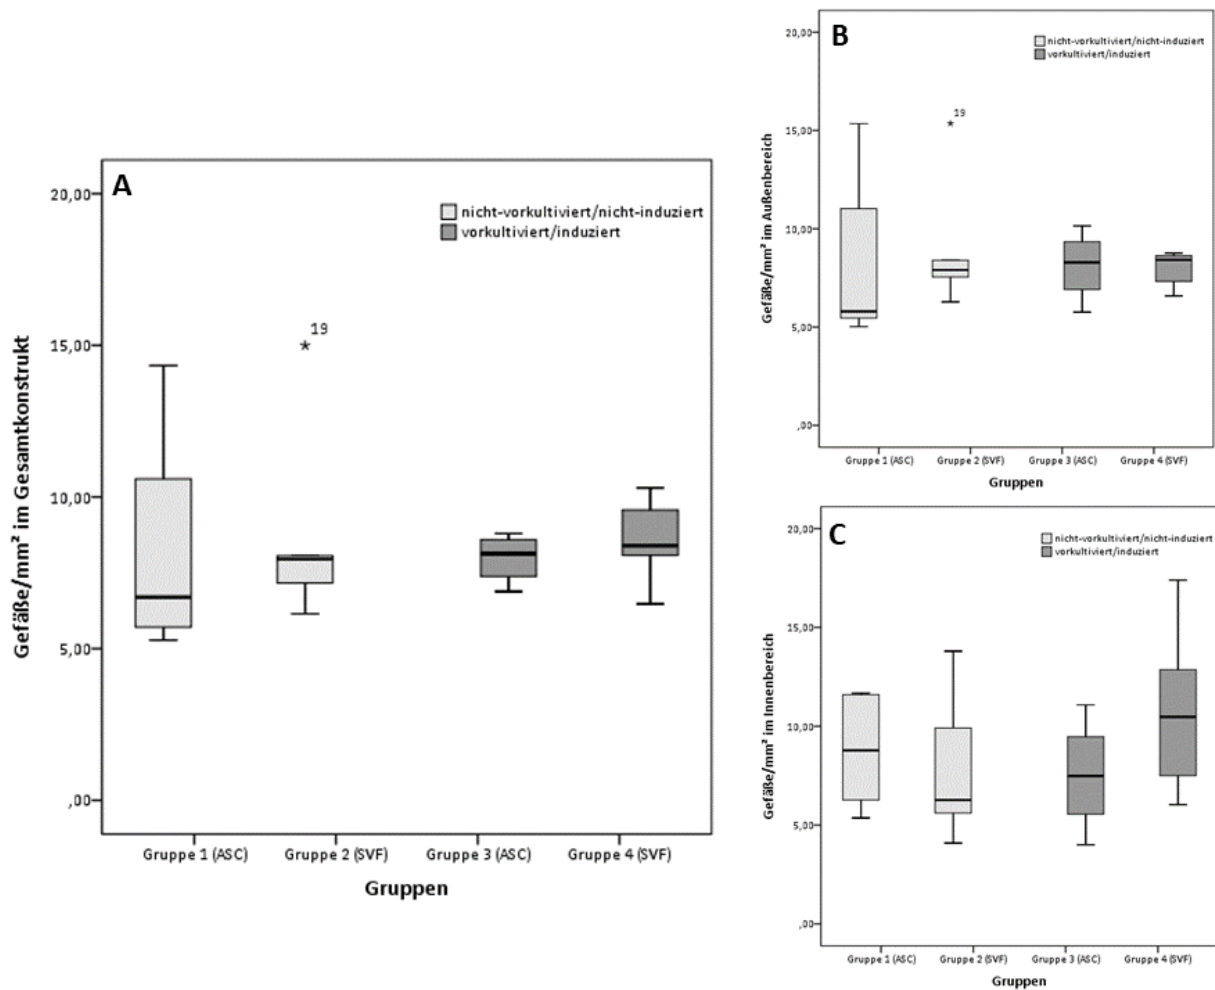 A
nicht-vorkultiviert/nicht-induziert
vorkultiviert/induziert
Gefäße/mm² im Gesamtkonstrukt
20,00
15,00
10,00
5,00
,00
19
*
Gruppe 1 (ASC) Gruppe 2 (SVF) Gruppe 3 (ASC) Gruppe 4 (SVF)
Gruppen
B
nicht-vorkultiviert/nicht-induziert
vorkultiviert/induziert
Gefäße/mm² im Außenbereich
20,00
15,00
10,00
5,00
,00
19
*
Gruppe 1 (ASC) Gruppe 2 (SVF) Gruppe 3 (ASC) Gruppe 4 (SVF)
Gruppen
C
nicht-vorkultiviert/nicht-induziert
vorkultiviert/induziert
Gefäße/mm² im Innenbereich
20,00
15,00
10,00
5,00
,00
Gruppe 1 (ASC) Gruppe 2 (SVF) Gruppe 3 (ASC) Gruppe 4 (SVF)
Gruppen